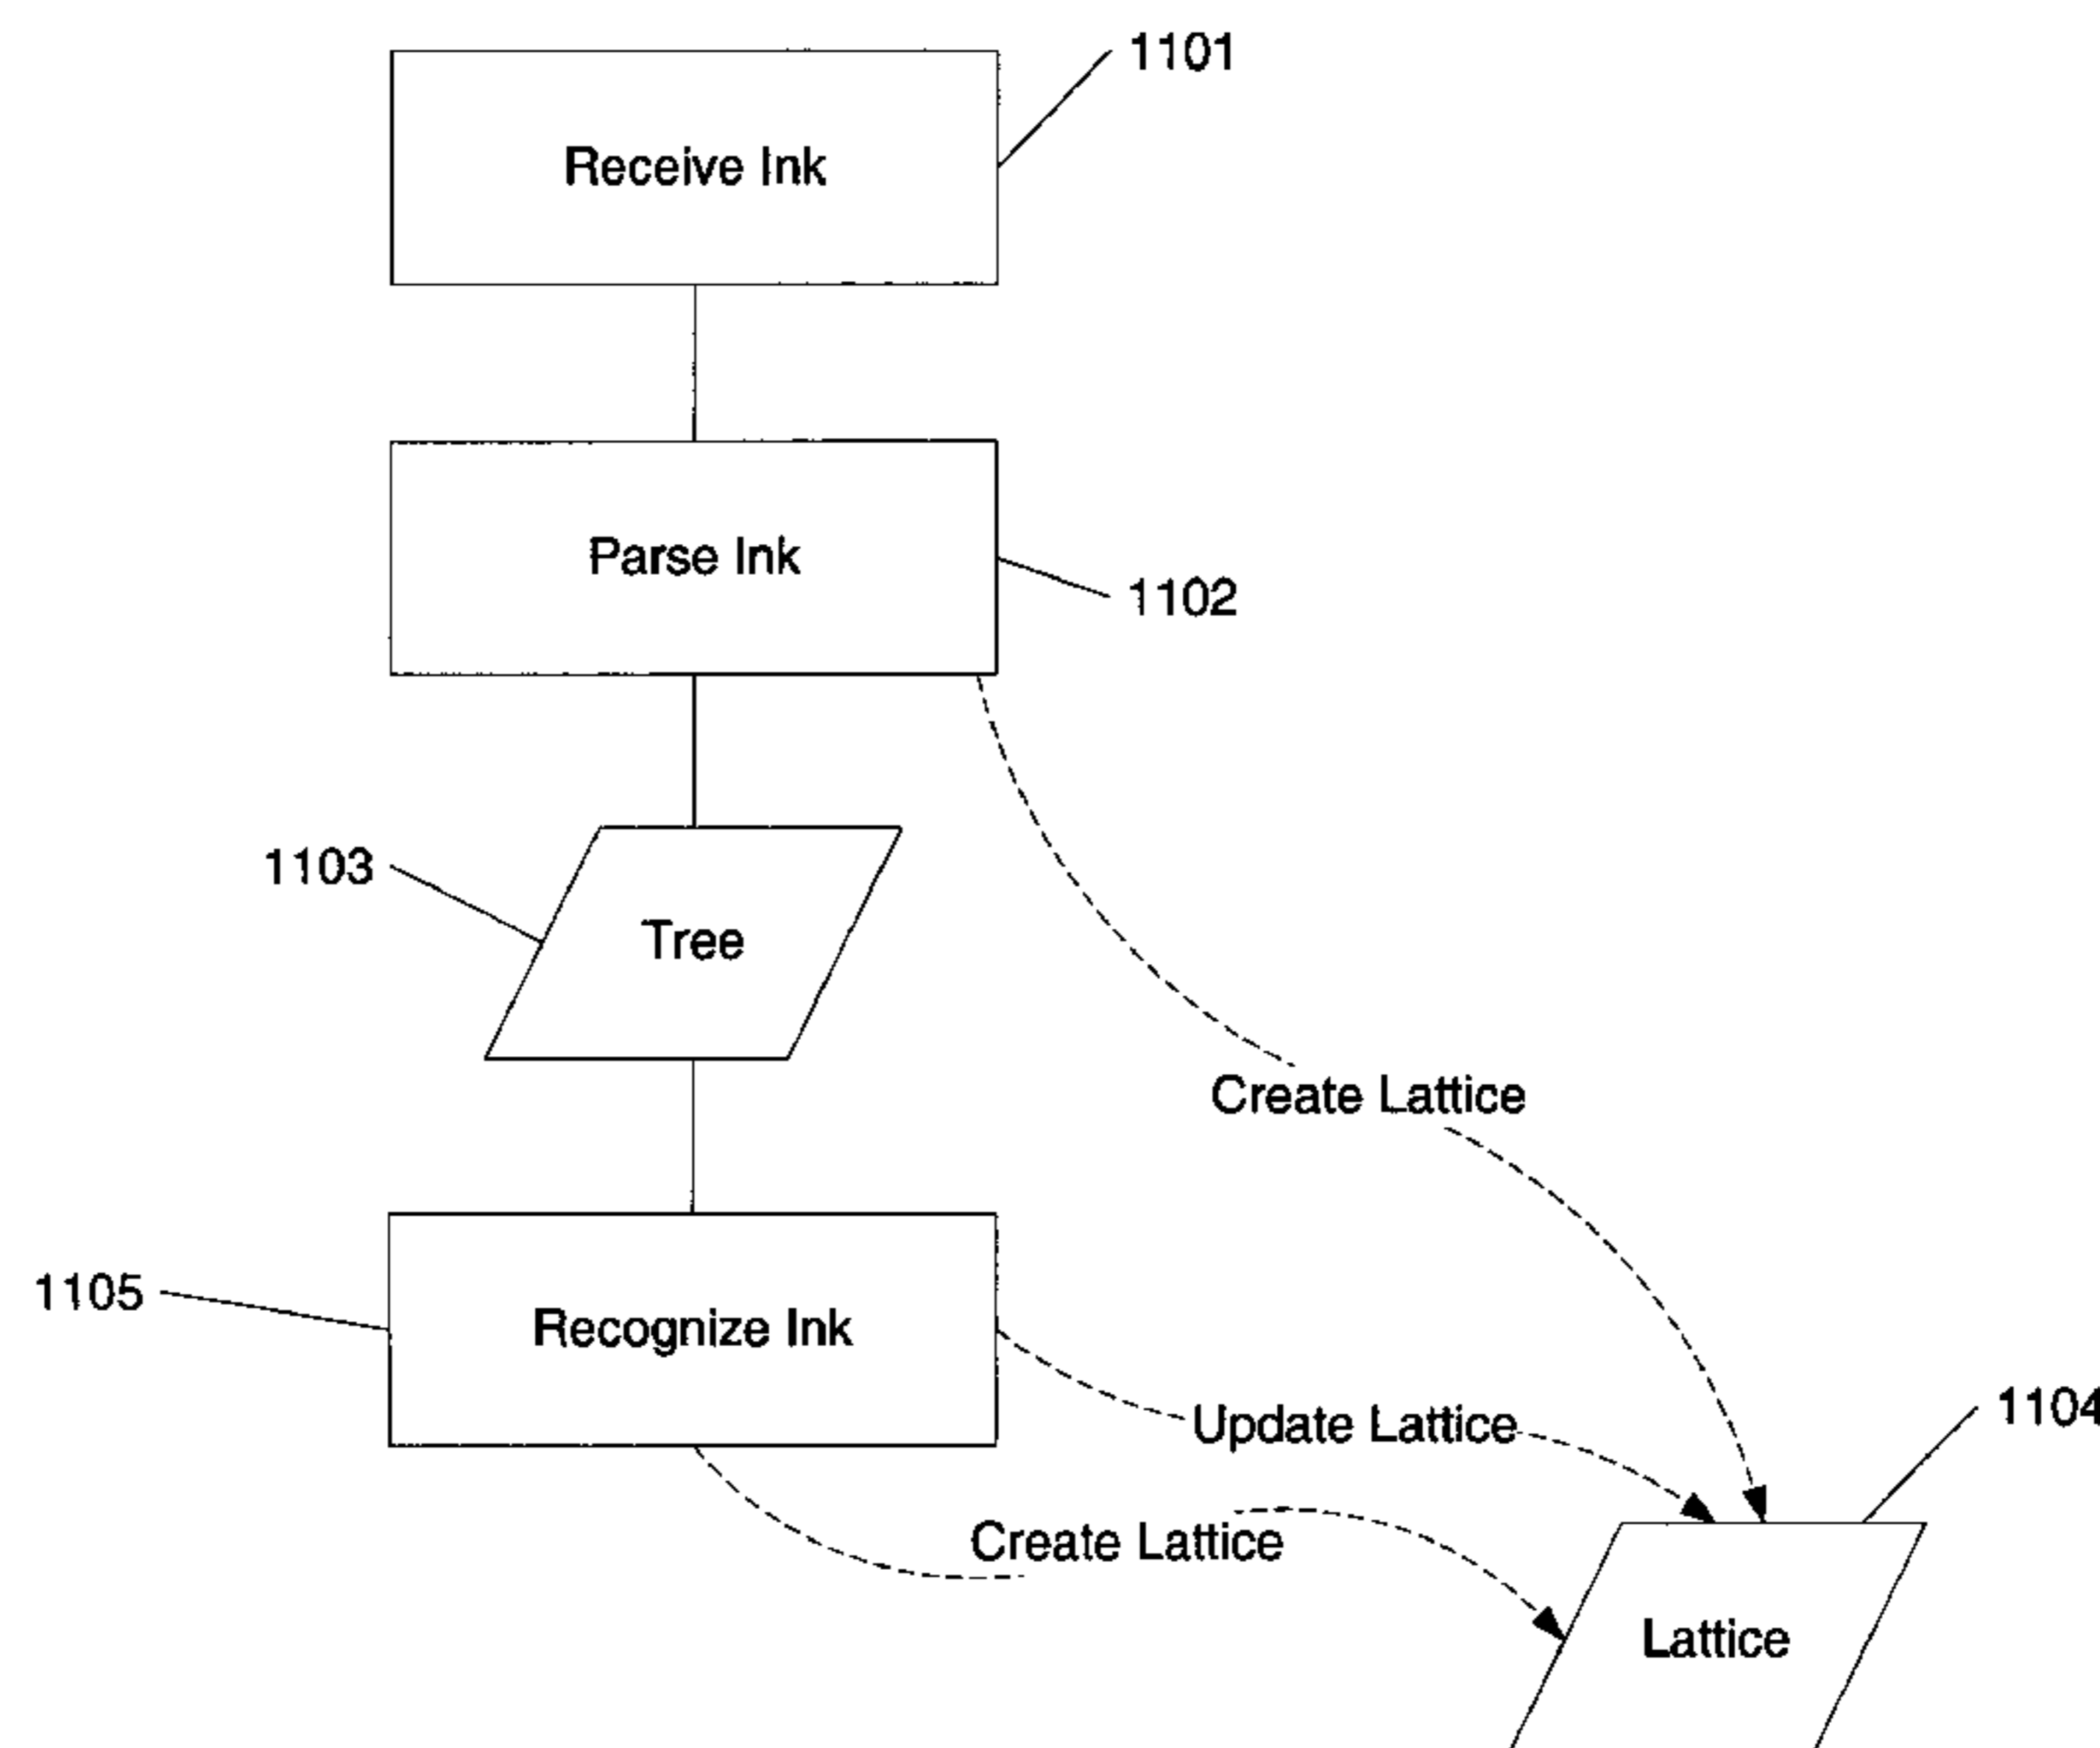 1101
Receive Ink
Parse Ink
1102
1103
Tree
Create Lattice
1105
Recognize Ink
1104
Update Lattice
Create Lattice
Lattice